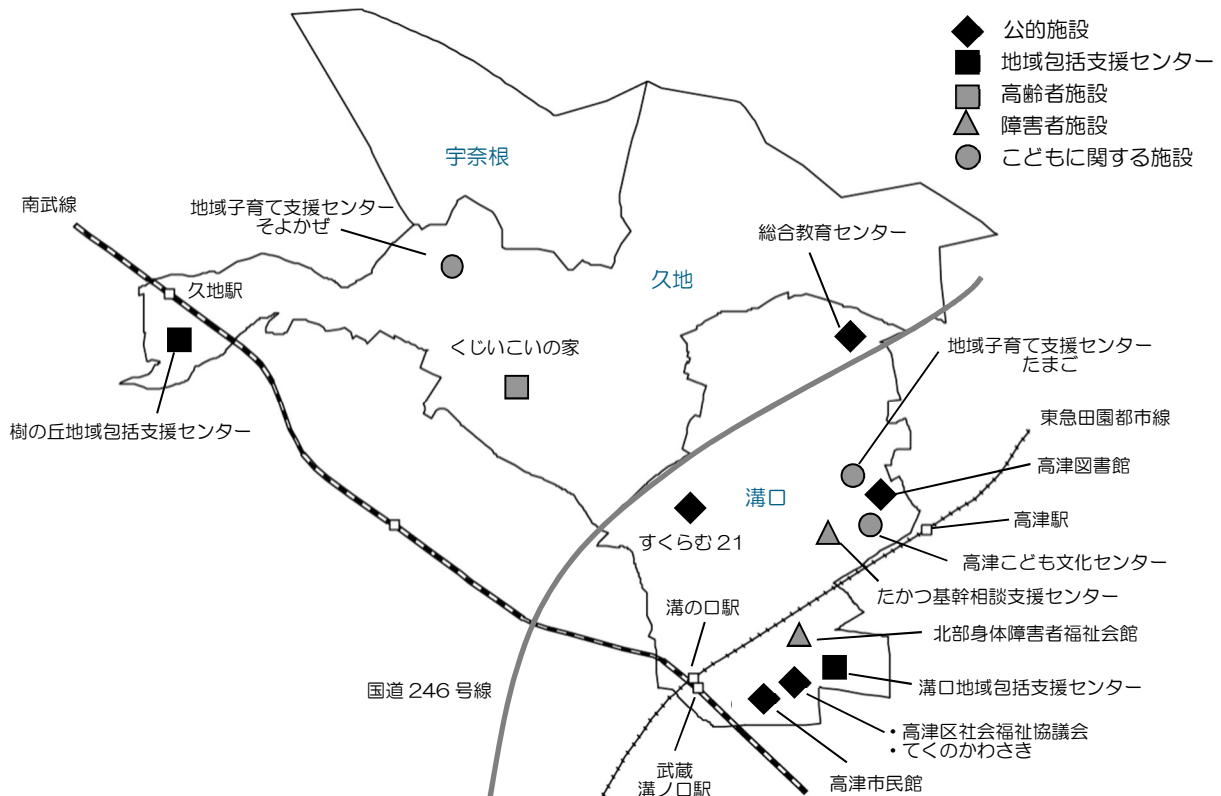 公的施設
地域包括支援センター
高齢者施設
障害者施設
こどもに関する施設
宇奈根
南武線
地域子育て支援センター
そよかぜ
総合教育センター
久地
久地駅
くじいこいの家
地域子育て支援センター
たまご
樹の丘地域包括支援センター
東急田園都市線
高津図書館
溝口
すくらむ21
高津駅
高津こども文化センター
たかつ基幹相談支援センター
溝の口駅
北部身体障害者福祉会館
国道246号線
溝口地域包括支援センター
・高津区社会福祉協議会
・てくのかわさき
武蔵
溝ノ口駅
高津市民館